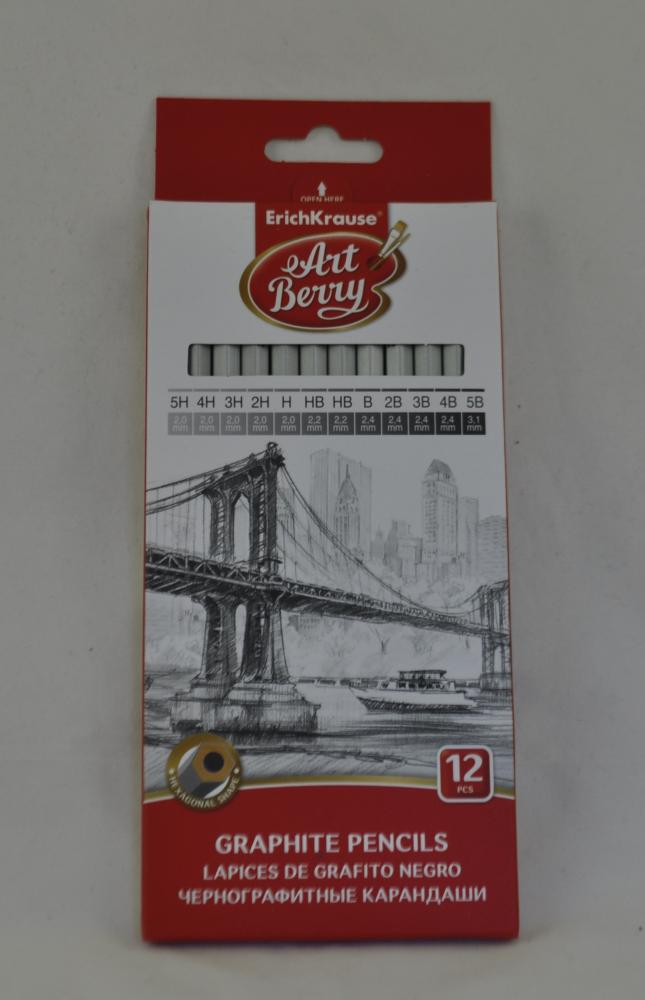 OPEN HERE
ErichKrause®
Art
Berry
5H 4H 3H 2H H HB HB B 2B 3B 4B 5B
2,0 mm 2,0 mm 2,0 mm 2,0 mm 2,0 mm 2,2 mm 2,2 mm 2,4 mm 2,4 mm 2,4 mm 2,4 mm 3,1 mm
HEXAGONAL SHAPE
12
PCS
GRAPHITE PENCILS
LAPICES DE GRAFITO NEGRO
ЧЕРНОГРАФИТНЫЕ КАРАНДАШИ